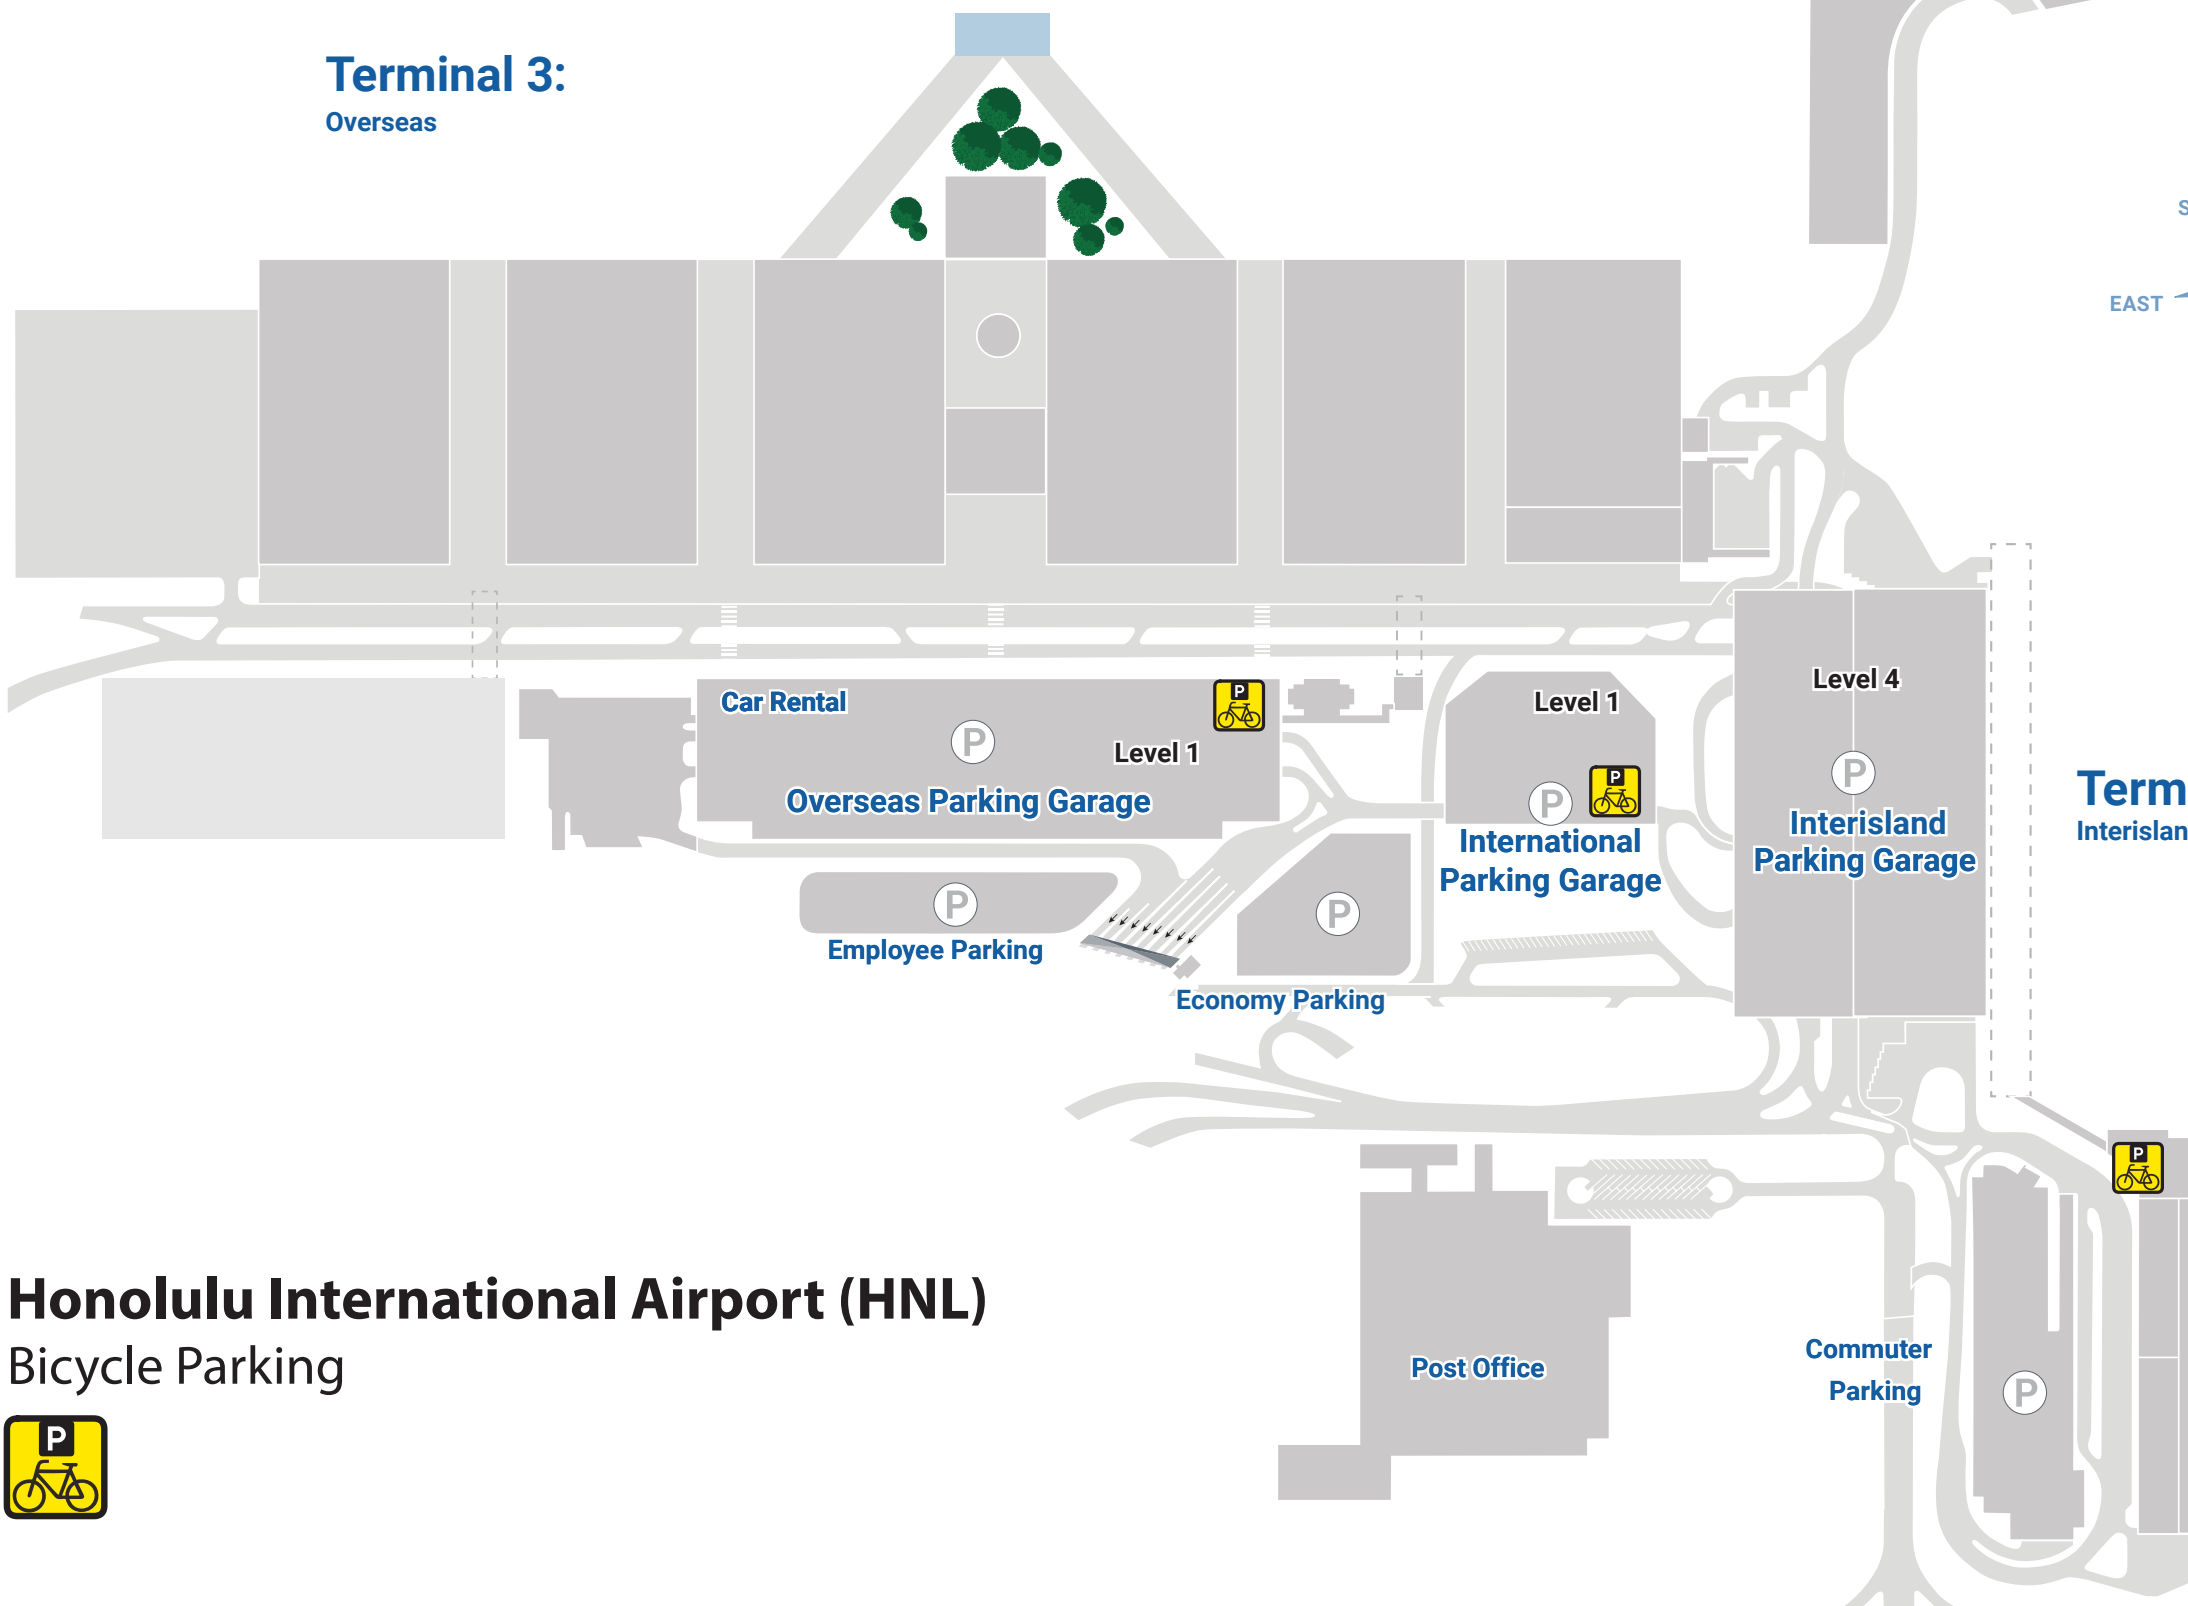 Terminal 3:
Overseas
S
EAST
Car Rental
P
P
Level 1
Overseas Parking Garage
Level 1
P
P
International
Parking Garage
Level 4
P
Interisland
Parking Garage
Term
Interislan
P
Employee Parking
P
Economy Parking
P
Honolulu International Airport (HNL)
Bicycle Parking
P
Post Office
Commuter
Parking
P